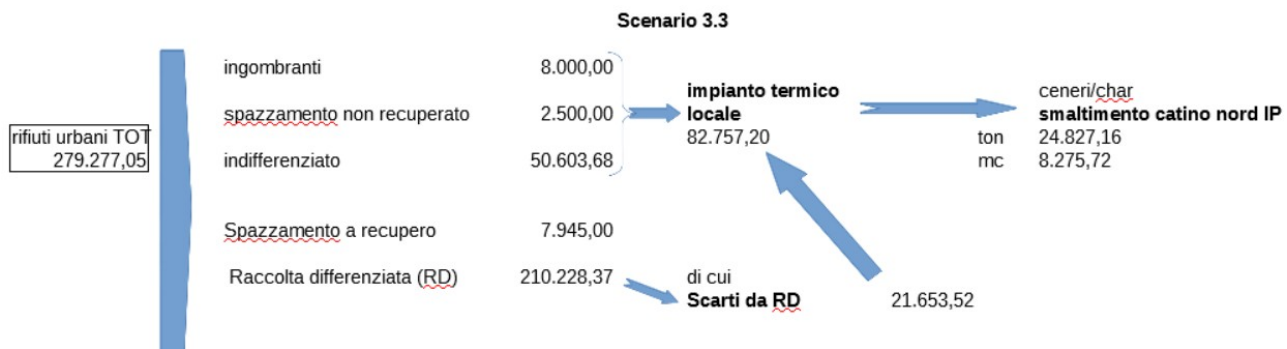 Scenario 3.3
rifiuti urbani TOT
279.277,05
ingombranti 8.000,00
spazzamento non recuperato 2.500,00
indifferenziato 50.603,68
Spazzamento a recupero 7.945,00
Raccolta differenziata (RD) 210.228,37
impianto termico
locale
82.757,20
ceneri/char
smaltimento catino nord IP
ton 24.827,16
mc 8.275,72
di cui
Scarti da RD 21.653,52